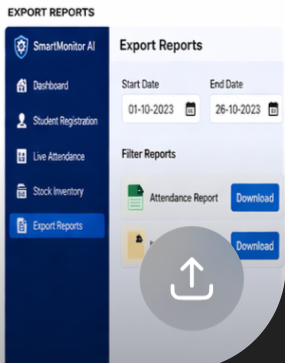 EXPORT REPORTS
SmartMonitor AI
Export Reports
Dashboard
Start Date
End Date
01-10-2023
26-10-2023
Student Registration
Live Attendance
Filter Reports
Stock Inventory
Attendance Report
Download
Export Reports
Download